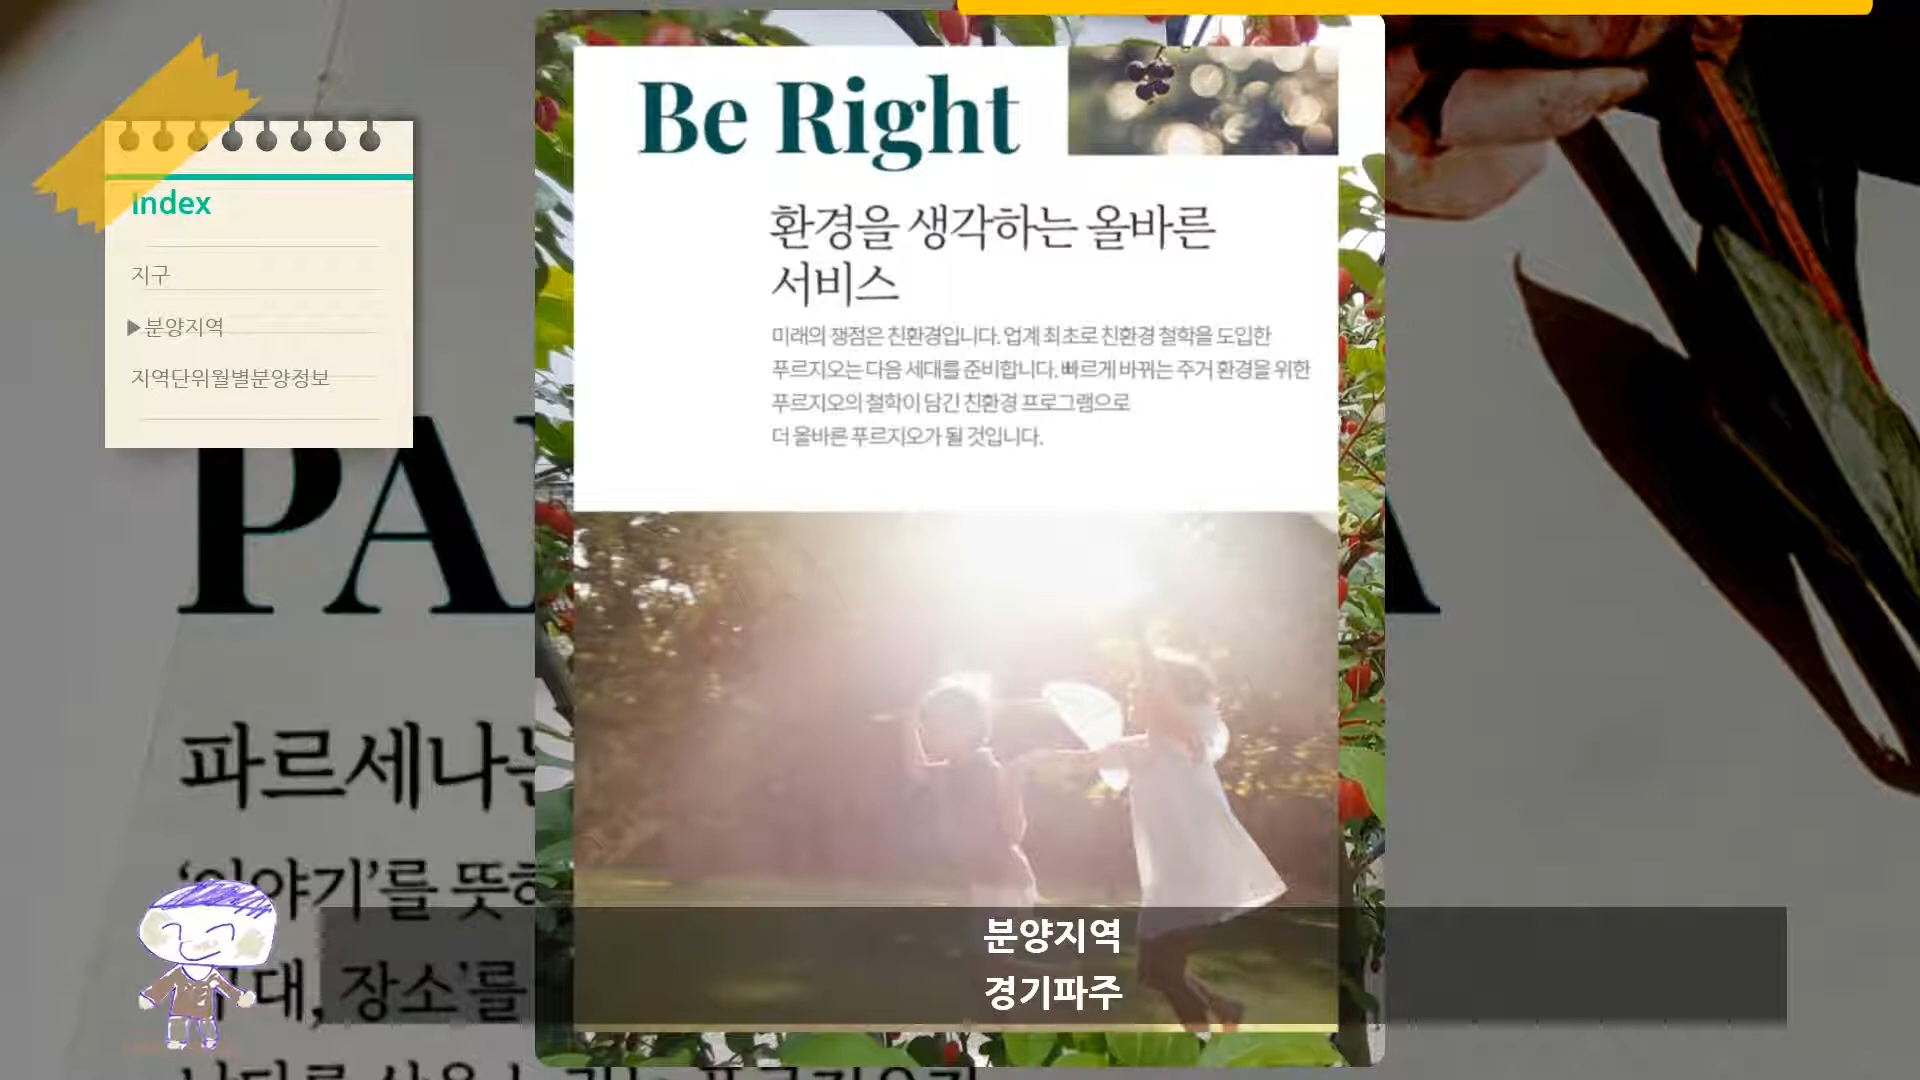 Index
지구
▶분양지역
지역단위월별분양정보
Be Right
환경을 생각하는 올바른
서비스
미래의 쟁점은 친환경입니다. 업계 최초로 친환경 철학을 도입한
푸르지오는 다음 세대를 준비합니다. 빠르게 바뀌는 주거 환경을 위한
푸르지오의 철학이 담긴 친환경 프로그램으로
더 올바른 푸르지오가 될 것입니다.
PA
파르세나는
‘이야기’를 뜻하
대, 장소’를
분양지역
경기파주